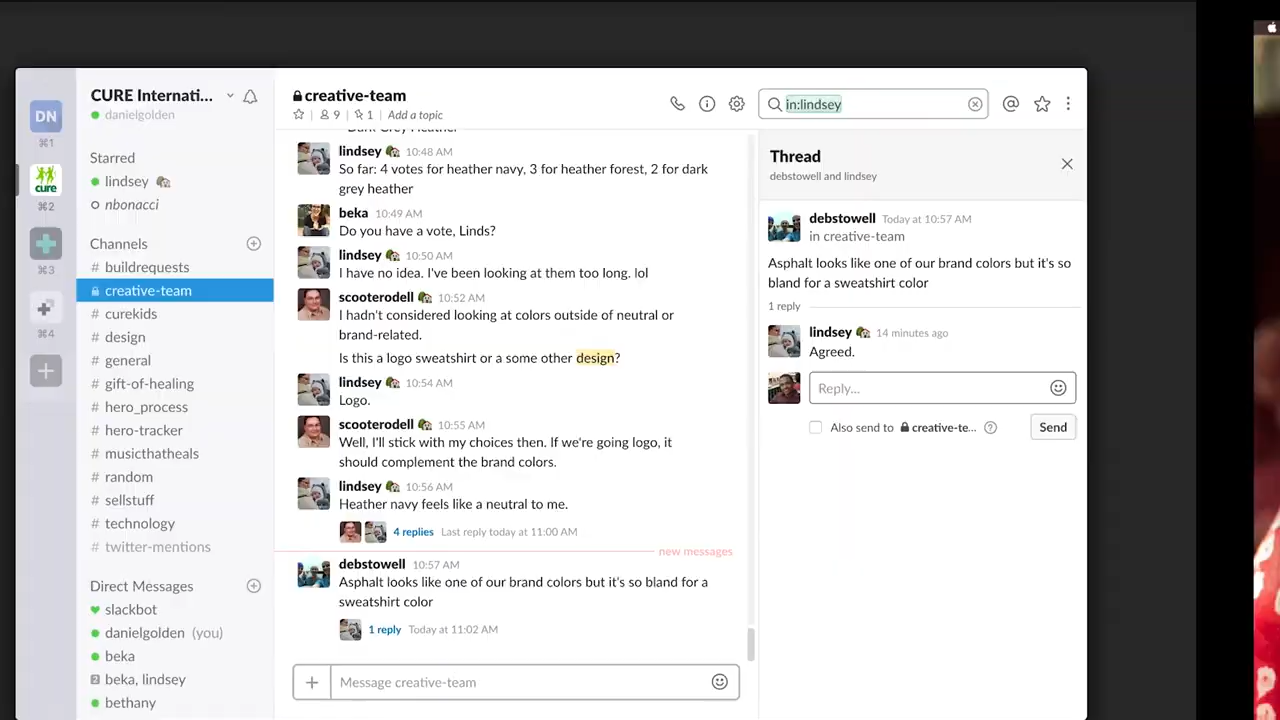 DN
⌘1
cure
⌘2
⌘3
⌘4
CURE Internati...
danielgolden
Starred
lindsey
nbonacci
Channels
# buildrequests
creative-team
# curekids
# design
# general
# gift-of-healing
# hero_process
# hero-tracker
# musicthatheals
# random
# sellstuff
# technology
# twitter-mentions
Direct Messages
slackbot
danielgolden (you)
beka
2 beka, lindsey
bethany
creative-team
9
1
Add a topic
in:lindsey
Dark Grey Heather
lindsey 10:48 AM
So far: 4 votes for heather navy, 3 for heather forest, 2 for dark
grey heather
beka 10:49 AM
Do you have a vote, Linds?
lindsey 10:50 AM
I have no idea. I've been looking at them too long. lol
scooterodell 10:52 AM
I hadn't considered looking at colors outside of neutral or
brand-related.
Is this a logo sweatshirt or a some other design?
lindsey 10:54 AM
Logo.
scooterodell 10:55 AM
Well, I'll stick with my choices then. If we're going logo, it
should complement the brand colors.
lindsey 10:56 AM
Heather navy feels like a neutral to me.
4 replies Last reply today at 11:00 AM
new messages
debstowell 10:57 AM
Asphalt looks like one of our brand colors but it's so bland for a
sweatshirt color
1 reply Today at 11:02 AM
Message creative-team
Thread
debstowell and lindsey
debstowell Today at 10:57 AM
in creative-team
Asphalt looks like one of our brand colors but it's so
bland for a sweatshirt color
1 reply
lindsey 14 minutes ago
Agreed.
Reply...
Also send to creative-te...
Send